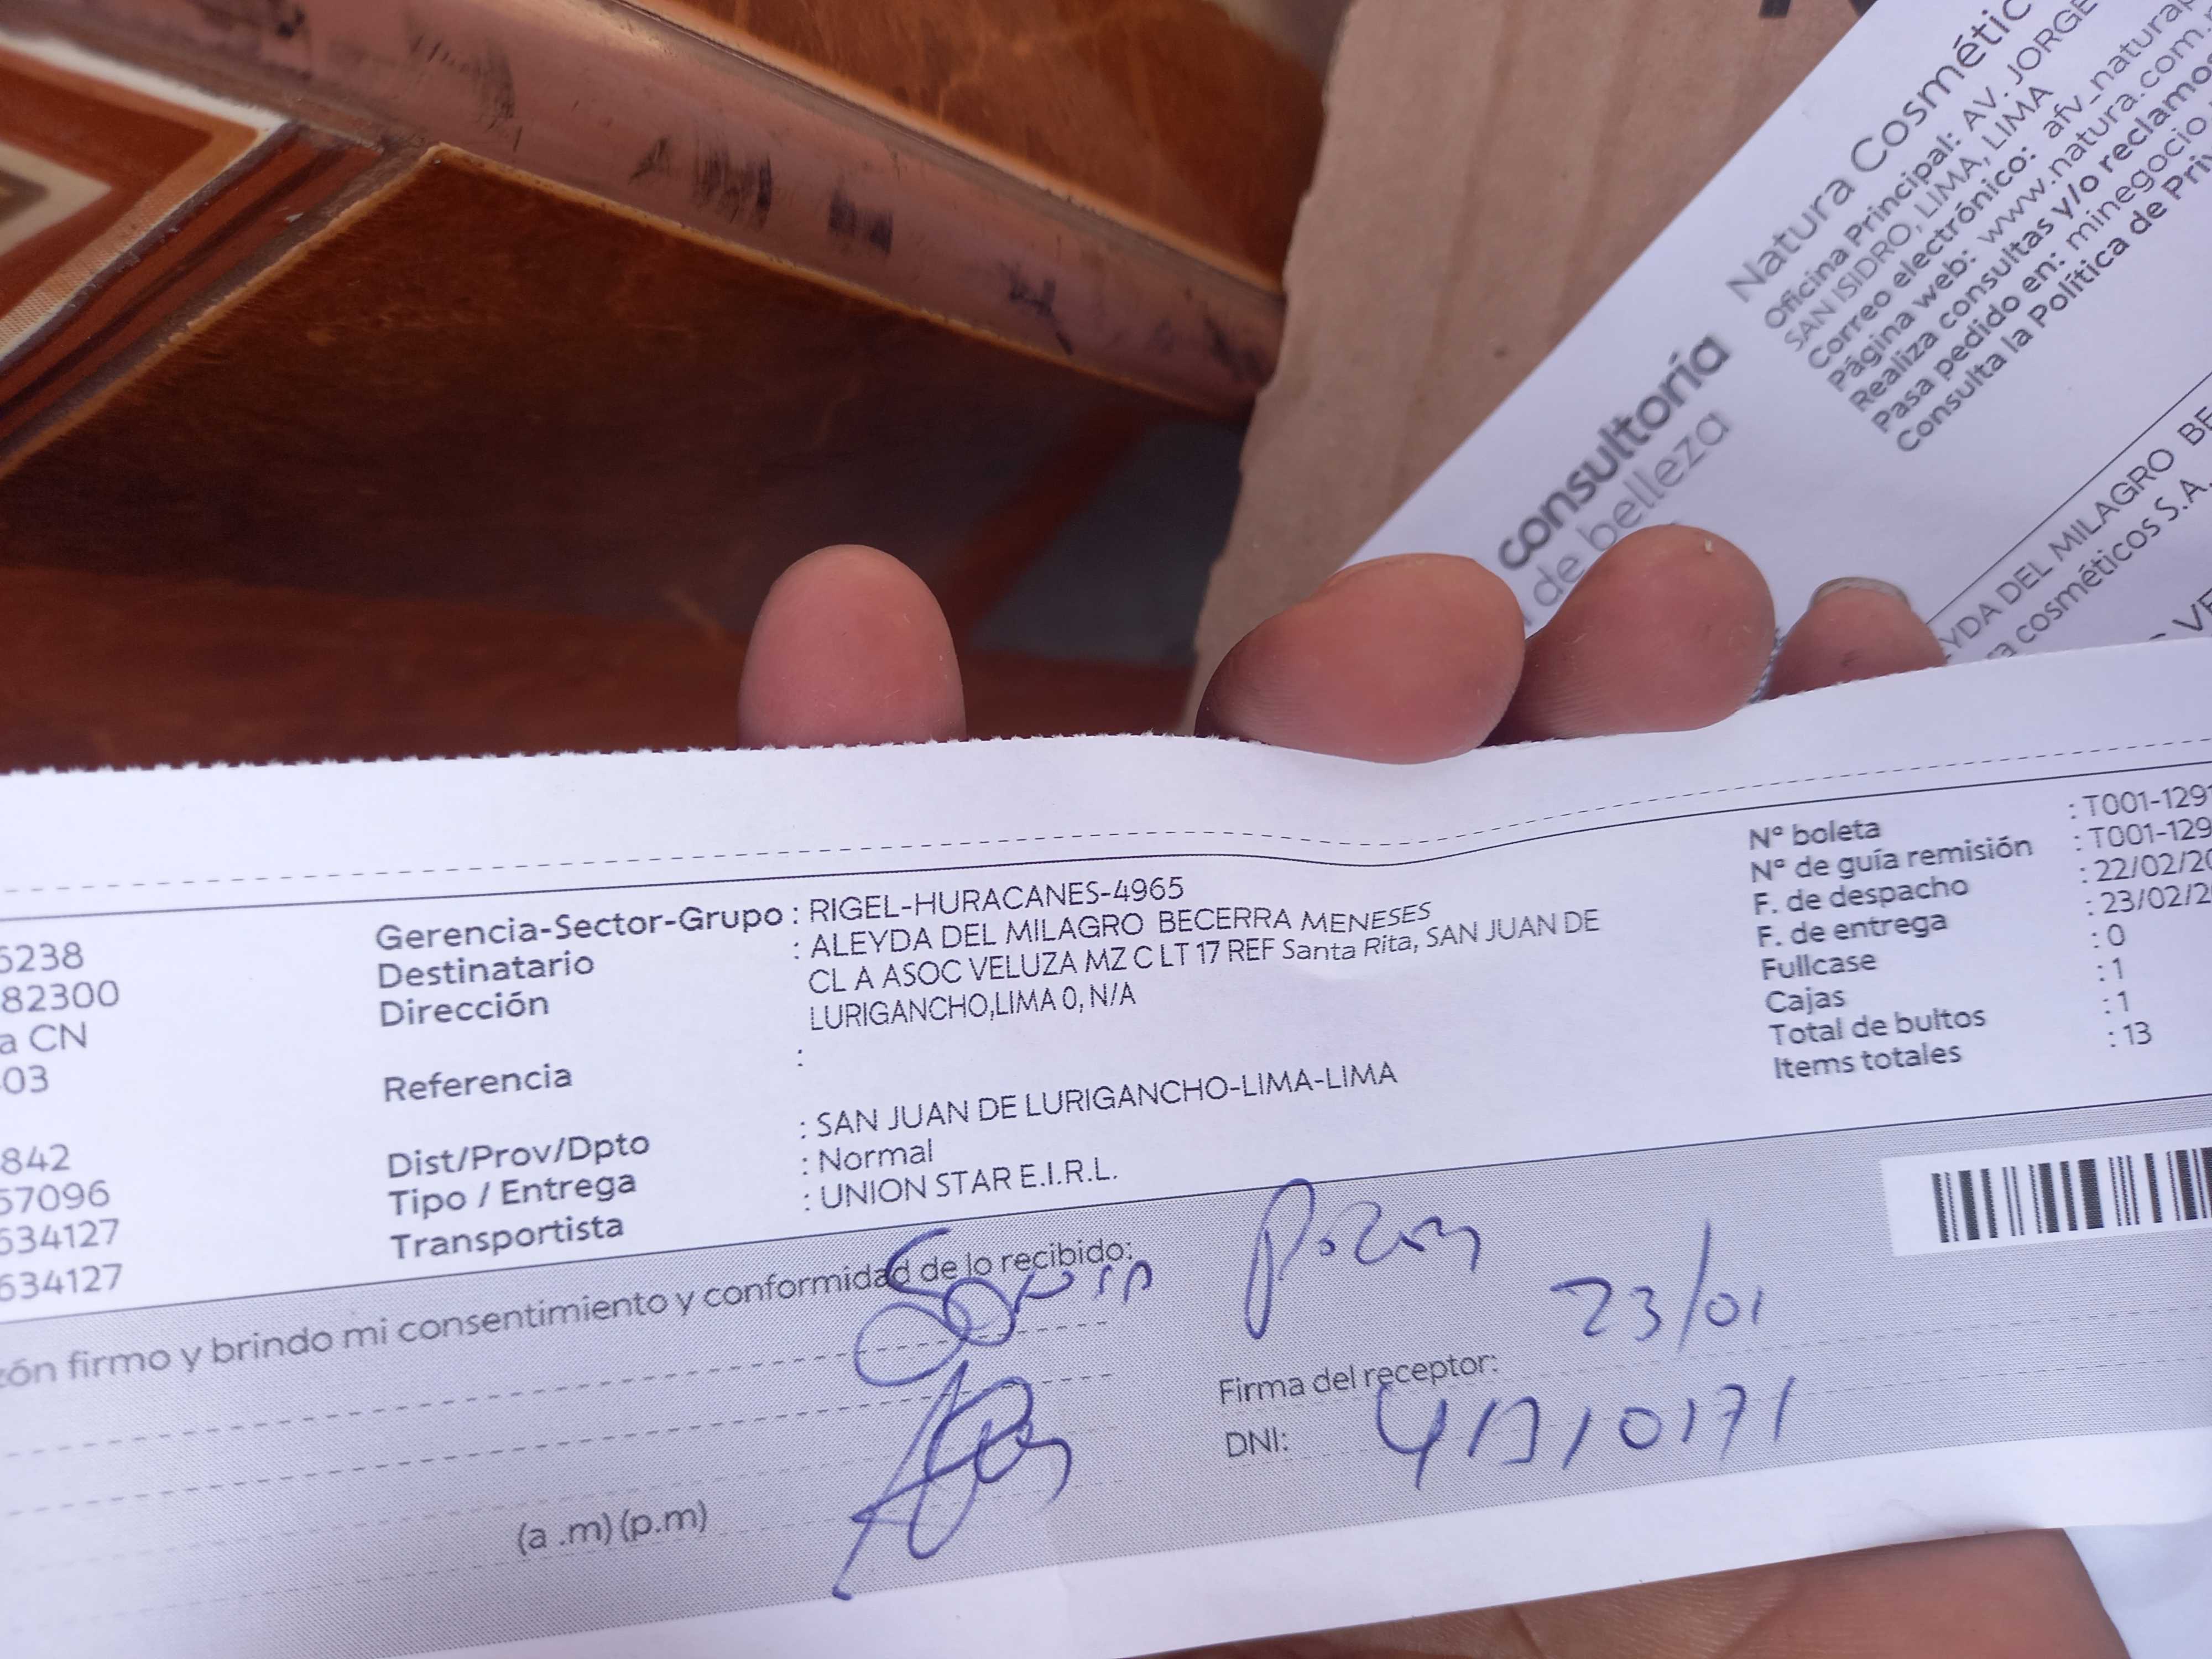 Natura Cosmétic
Oficina Principal: AV. JORGE
SAN ISIDRO, LIMA, LIMA
Correo electrónico: afv_naturap
Página web: www.natura.com.
Realiza consultas y/o reclamos
Pasa pedido en: minegocio
Consulta la Política de Priv
consultoría
de belleza
YDA DEL MILAGRO BE
a cosméticos S.A.
VE
6238
82300
a CN
-03
842
57096
634127
634127
Gerencia-Sector-Grupo : RIGEL-HURACANES-4965
Destinatario : ALEYDA DEL MILAGRO BECERRA MENESES
Dirección CL A ASOC VELUZA MZ C LT 17 REF Santa Rita, SAN JUAN DE
LURIGANCHO,LIMA 0, N/A
Referencia :
Dist/Prov/Dpto : SAN JUAN DE LURIGANCHO-LIMA-LIMA
Tipo / Entrega : Normal
Transportista : UNION STAR E.I.R.L.
Nº boleta : T001-129
Nº de guía remisión : T001-129
F. de despacho : 22/02/20
F. de entrega : 23/02/2
Fullcase : 0
Cajas : 1
Total de bultos : 1
Items totales : 13
zón firmo y brindo mi consentimiento y conformidad de lo recibido:
23/01
Firma del receptor:
DNI:
(a .m) (p.m)